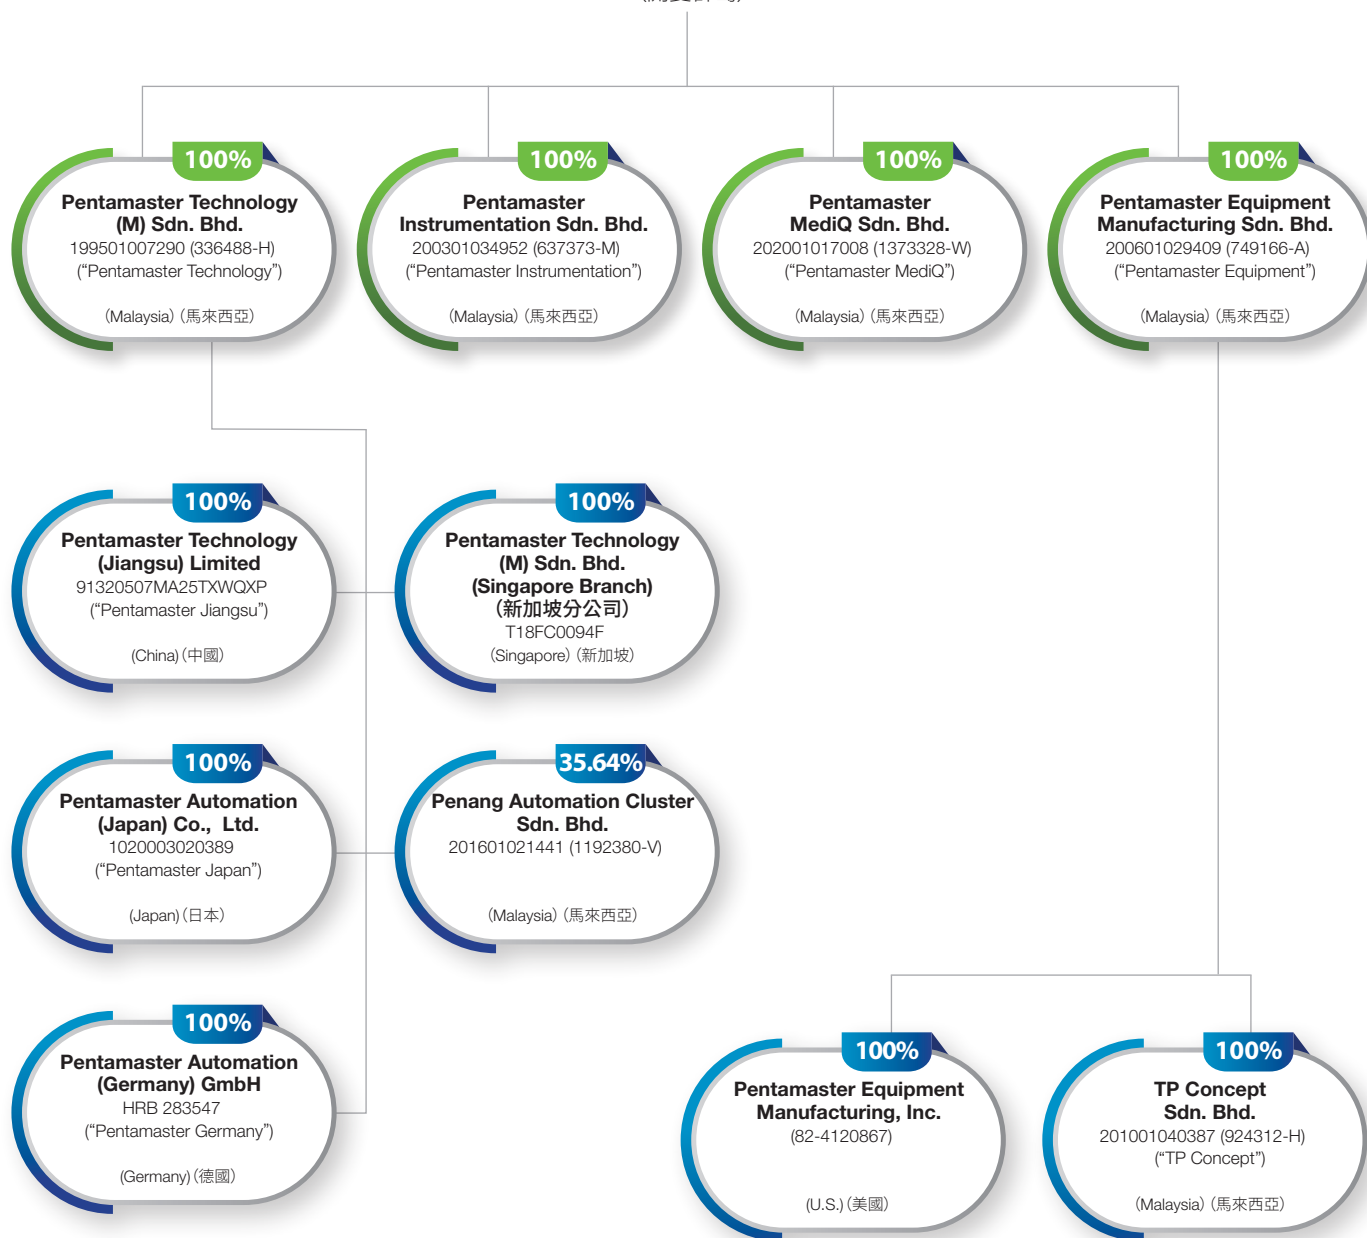 100%
Pentamaster Technology
(M) Sdn. Bhd.
199501007290 (336488-H)
(“Pentamaster Technology”)
(Malaysia) (馬來西亞)
100%
Pentamaster
Instrumentation Sdn. Bhd.
200301034952 (637373-M)
(“Pentamaster Instrumentation”)
(Malaysia) (馬來西亞)
100%
Pentamaster
MediQ Sdn. Bhd.
202001017008 (1373328-W)
(“Pentamaster MediQ”)
(Malaysia) (馬來西亞)
100%
Pentamaster Equipment
Manufacturing Sdn. Bhd.
200601029409 (749166-A)
(“Pentamaster Equipment”)
(Malaysia) (馬來西亞)
100%
Pentamaster Technology
(Jiangsu) Limited
91320507MA25TXWQXP
(“Pentamaster Jiangsu”)
(China) (中國)
100%
Pentamaster Technology
(M) Sdn. Bhd.
(Singapore Branch)
(新加坡分公司)
T18FC0094F
(Singapore) (新加坡)
100%
Pentamaster Automation
(Japan) Co., Ltd.
1020003020389
(“Pentamaster Japan”)
(Japan) (日本)
35.64%
Penang Automation Cluster
Sdn. Bhd.
201601021441 (1192380-V)
(Malaysia) (馬來西亞)
100%
Pentamaster Automation
(Germany) GmbH
HRB 283547
(“Pentamaster Germany”)
(Germany) (德國)
100%
Pentamaster Equipment
Manufacturing, Inc.
(82-4120867)
(U.S.) (美國)
100%
TP Concept
Sdn. Bhd.
201001040387 (924312-H)
(“TP Concept”)
(Malaysia) (馬來西亞)